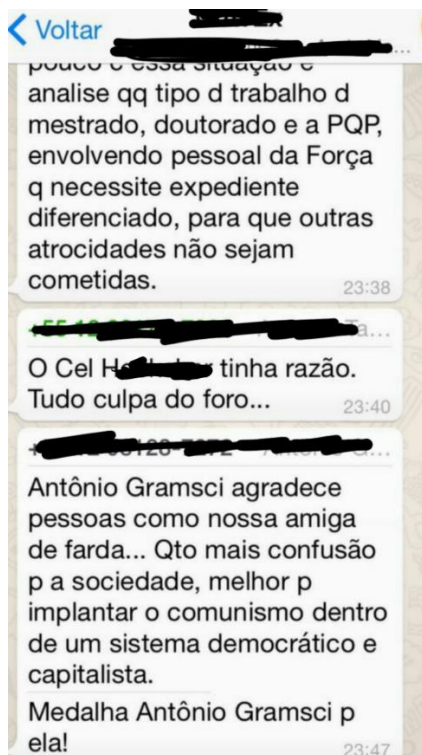 Voltar
pouco e essa situação e
analise qq tipo d trabalho d
mestrado, doutorado e a PQP,
envolvendo pessoal da Força
q necessite expediente
diferenciado, para que outras
atrocidades não sejam
cometidas.
23:38
O Cel tinha razão.
Tudo culpa do foro...
23:40
Antônio Gramsci agradece
pessoas como nossa amiga
de farda... Qto mais confusão
p a sociedade, melhor p
implantar o comunismo dentro
de um sistema democrático e
capitalista.
Medalha Antônio Gramsci p
ela!
23:47